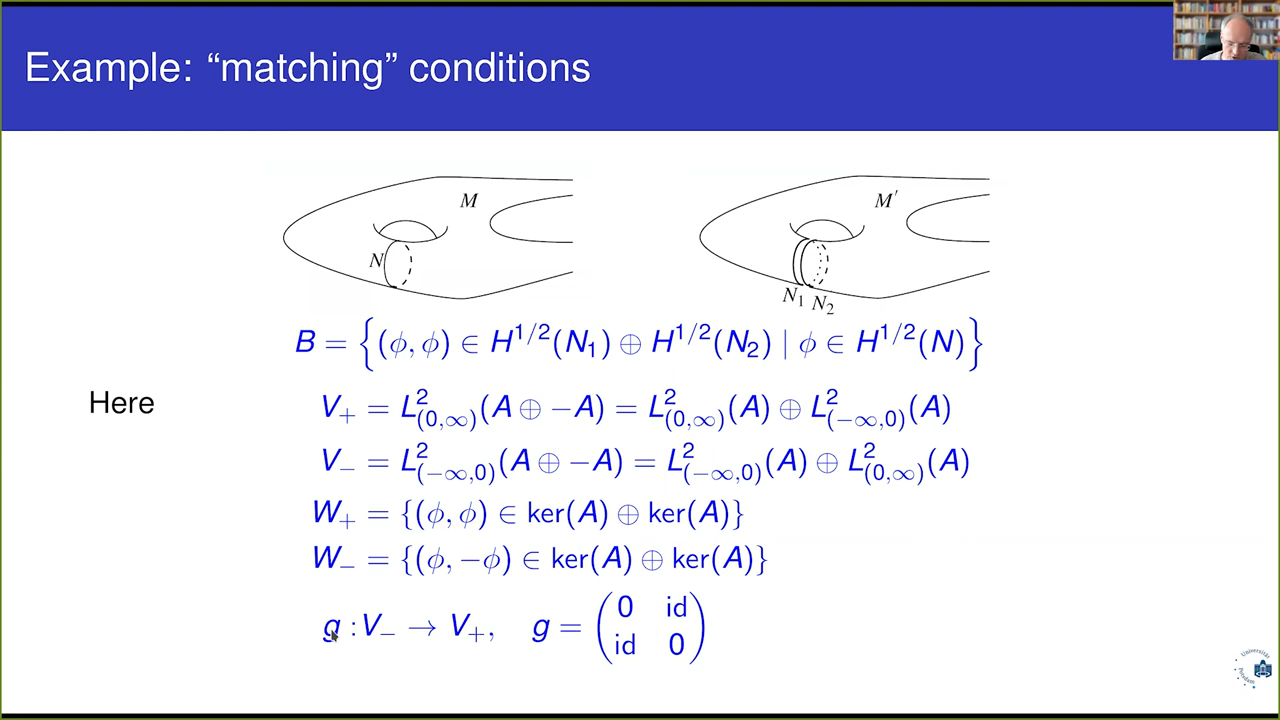 Example: “matching” conditions
M
N
M′
N₁ N₂
B = {(ϕ, ϕ) ∈ H^{1/2}(N₁) ⊕ H^{1/2}(N₂) | ϕ ∈ H^{1/2}(N)}
Here
V₊ = L²_{(0,∞)}(A ⊕ −A) = L²_{(0,∞)}(A) ⊕ L²_{(−∞,0)}(A)
V₋ = L²_{(−∞,0)}(A ⊕ −A) = L²_{(−∞,0)}(A) ⊕ L²_{(0,∞)}(A)
W₊ = {(ϕ, ϕ) ∈ ker(A) ⊕ ker(A)}
W₋ = {(ϕ, −ϕ) ∈ ker(A) ⊕ ker(A)}
g : V₋ → V₊, g = (0 id
id 0)